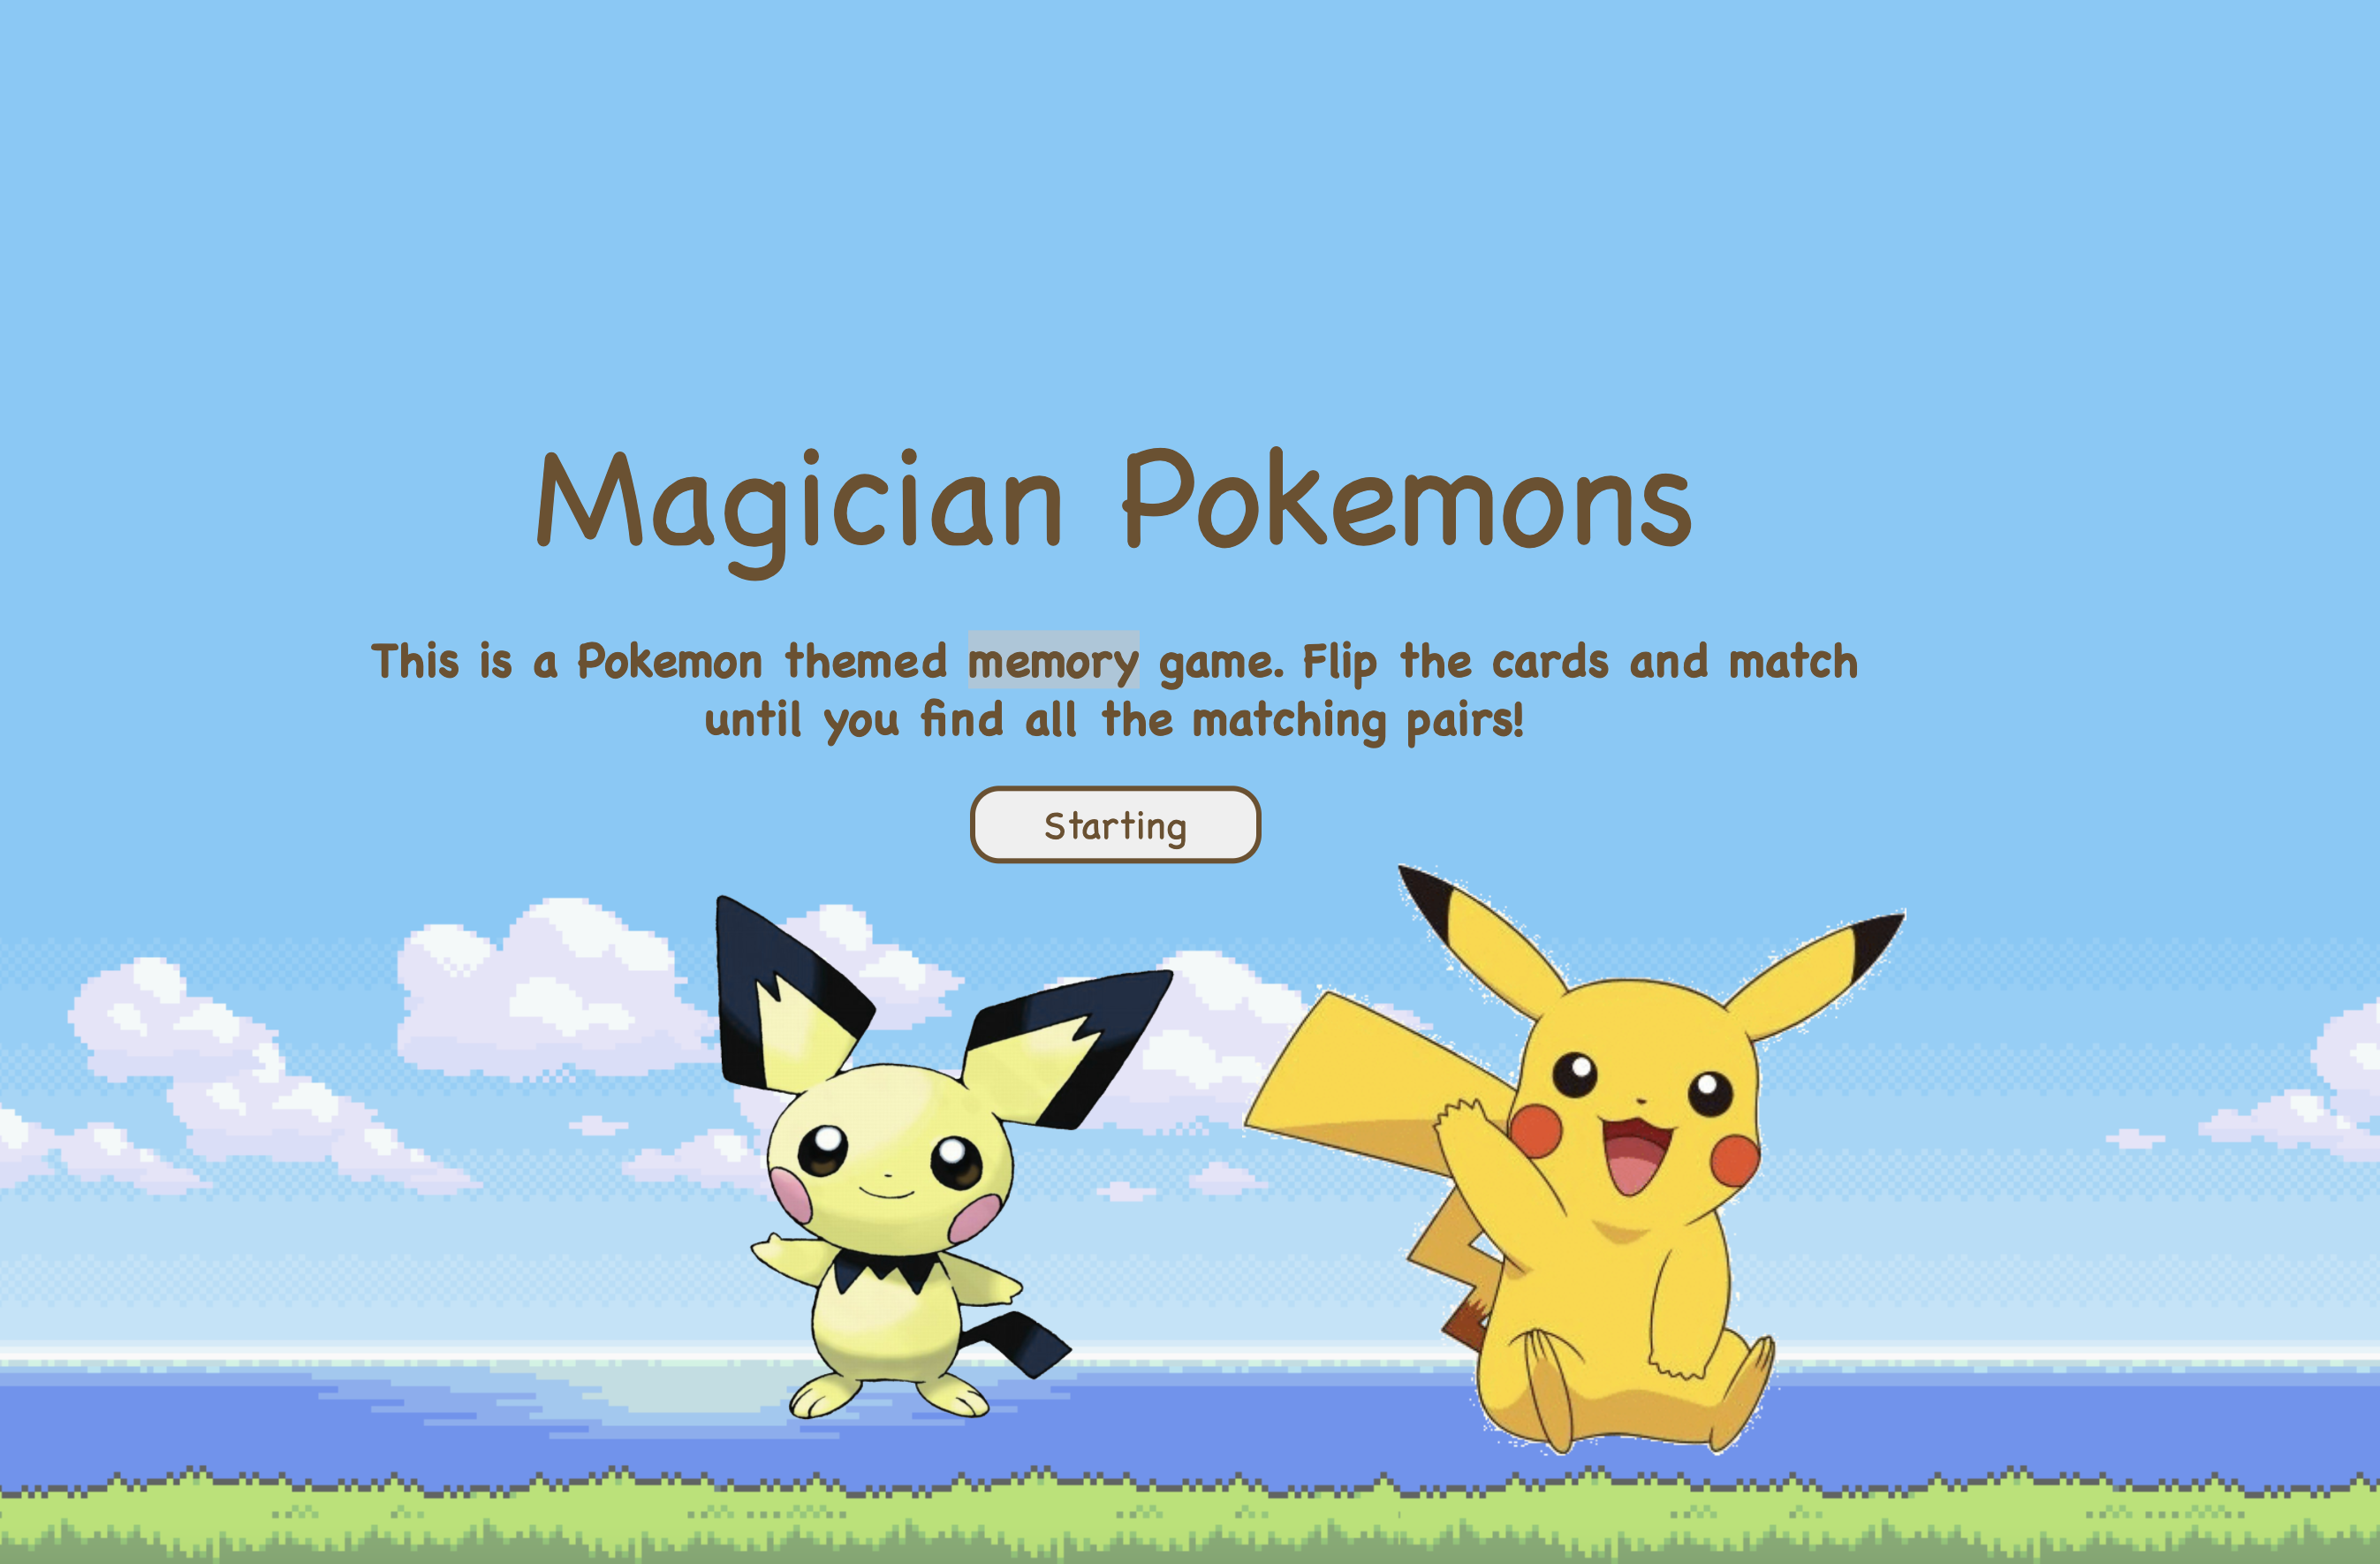 Magician Pokemons
This is a Pokemon themed memory game. Flip the cards and match
until you find all the matching pairs!
Starting